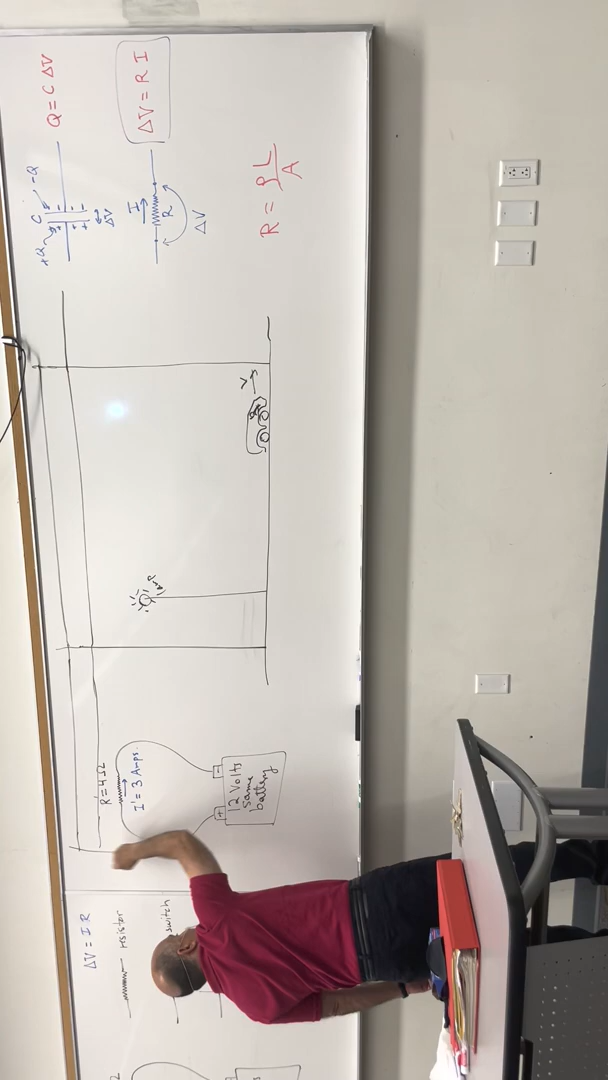 Q = C ΔV
+Q
C
-Q
ΔV
ΔV = R I
I
R
ΔV
R = ρL/A
V
R=4Ω
I' = 3 Amps.
+ -
12 Volts
same
battery
ΔV = I R
resistor
switch
Ω